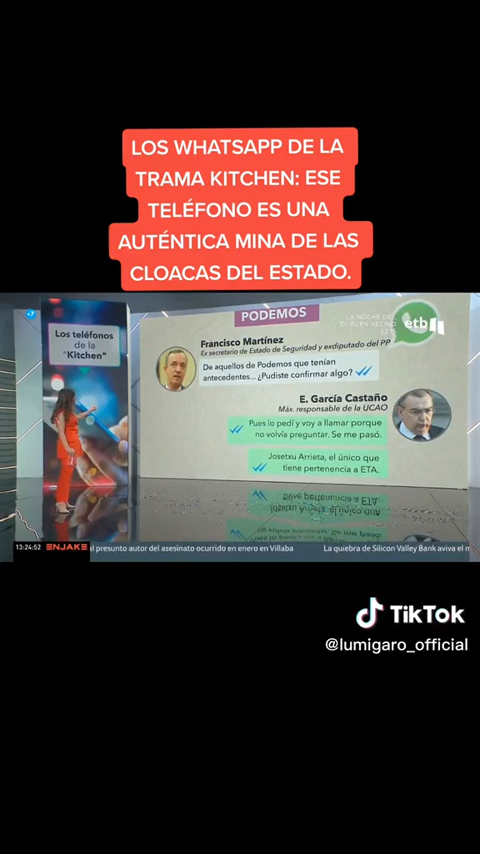 LOS WHATSAPP DE LA
TRAMA KITCHEN: ESE
TELÉFONO ES UNA
AUTÉNTICA MINA DE LAS
CLOACAS DEL ESTADO.
PODEMOS
LA NOCHE DE
etb
Los teléfonos
de la
"Kitchen"
Francisco Martínez
Ex secretario de Estado de Seguridad y exdiputado del PP
De aquellos de Podemos que tenían
antecedentes... ¿Pudiste confirmar algo?
E. García Castaño
Máx. responsable de la UCAO
Pues lo pedí y voy a llamar porque
no volvía preguntar. Se me pasó.
Josetxu Arrieta, el único que
tiene pertenencia a ETA.
13:24:52 ENJAKE al presunto autor del asesinato ocurrido en enero en Villaba La quiebra de Silicon Valley Bank aviva el
TikTok
@lumigaro_official